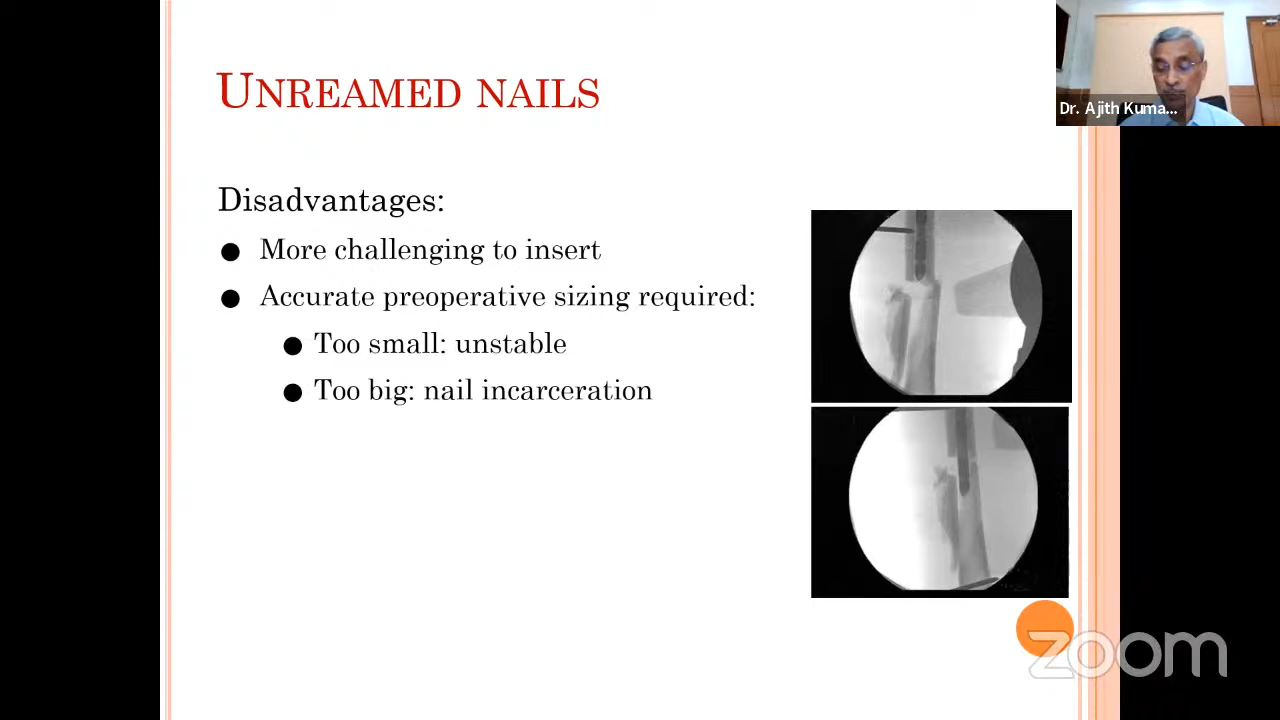 UNREAMED NAILS
Dr. Ajith Kuma...
Disadvantages:
● More challenging to insert
● Accurate preoperative sizing required:
● Too small: unstable
● Too big: nail incarceration
zoom